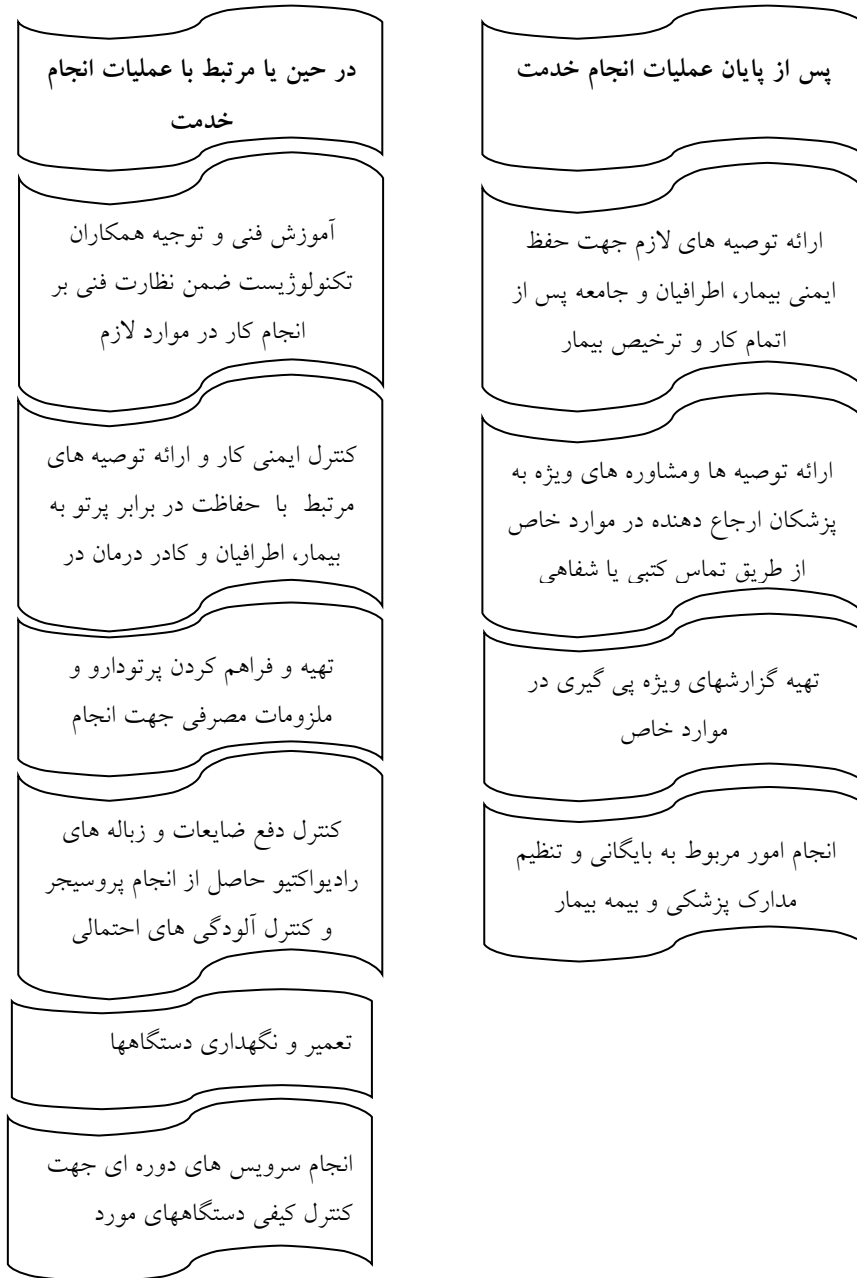 پس از پایان عملیات انجام خدمت
ارائه توصیه های لازم جهت حفظ
ایمنی بیمار، اطرافیان و جامعه پس از
اتمام کار و ترخیص بیمار
ارائه توصیه ها ومشاوره های ویژه به
پزشکان ارجاع دهنده در موارد خاص
از طریق تماس کتبی یا شفاهی
تهیه گزارشهای ویژه پی گیری در
موارد خاص
انجام امور مربوط به بایگانی و تنظیم
مدارک پزشکی و بیمه بیمار
در حین یا مرتبط با عملیات انجام
خدمت
آموزش فنی و توجیه همکاران
تکنولوژیست ضمن نظارت فنی بر
انجام کار در موارد لازم
کنترل ایمنی کار و ارائه توصیه های
مرتبط با حفاظت در برابر پرتو به
بیمار، اطرافیان و کادر درمان در
تهیه و فراهم کردن پرتودارو و
ملزومات مصرفی جهت انجام
کنترل دفع ضایعات و زباله های
رادیواکتیو حاصل از انجام پروسیجر
و کنترل آلودگی های احتمالی
تعمیر و نگهداری دستگاهها
انجام سرویس های دوره ای جهت
کنترل کیفی دستگاههای مورد